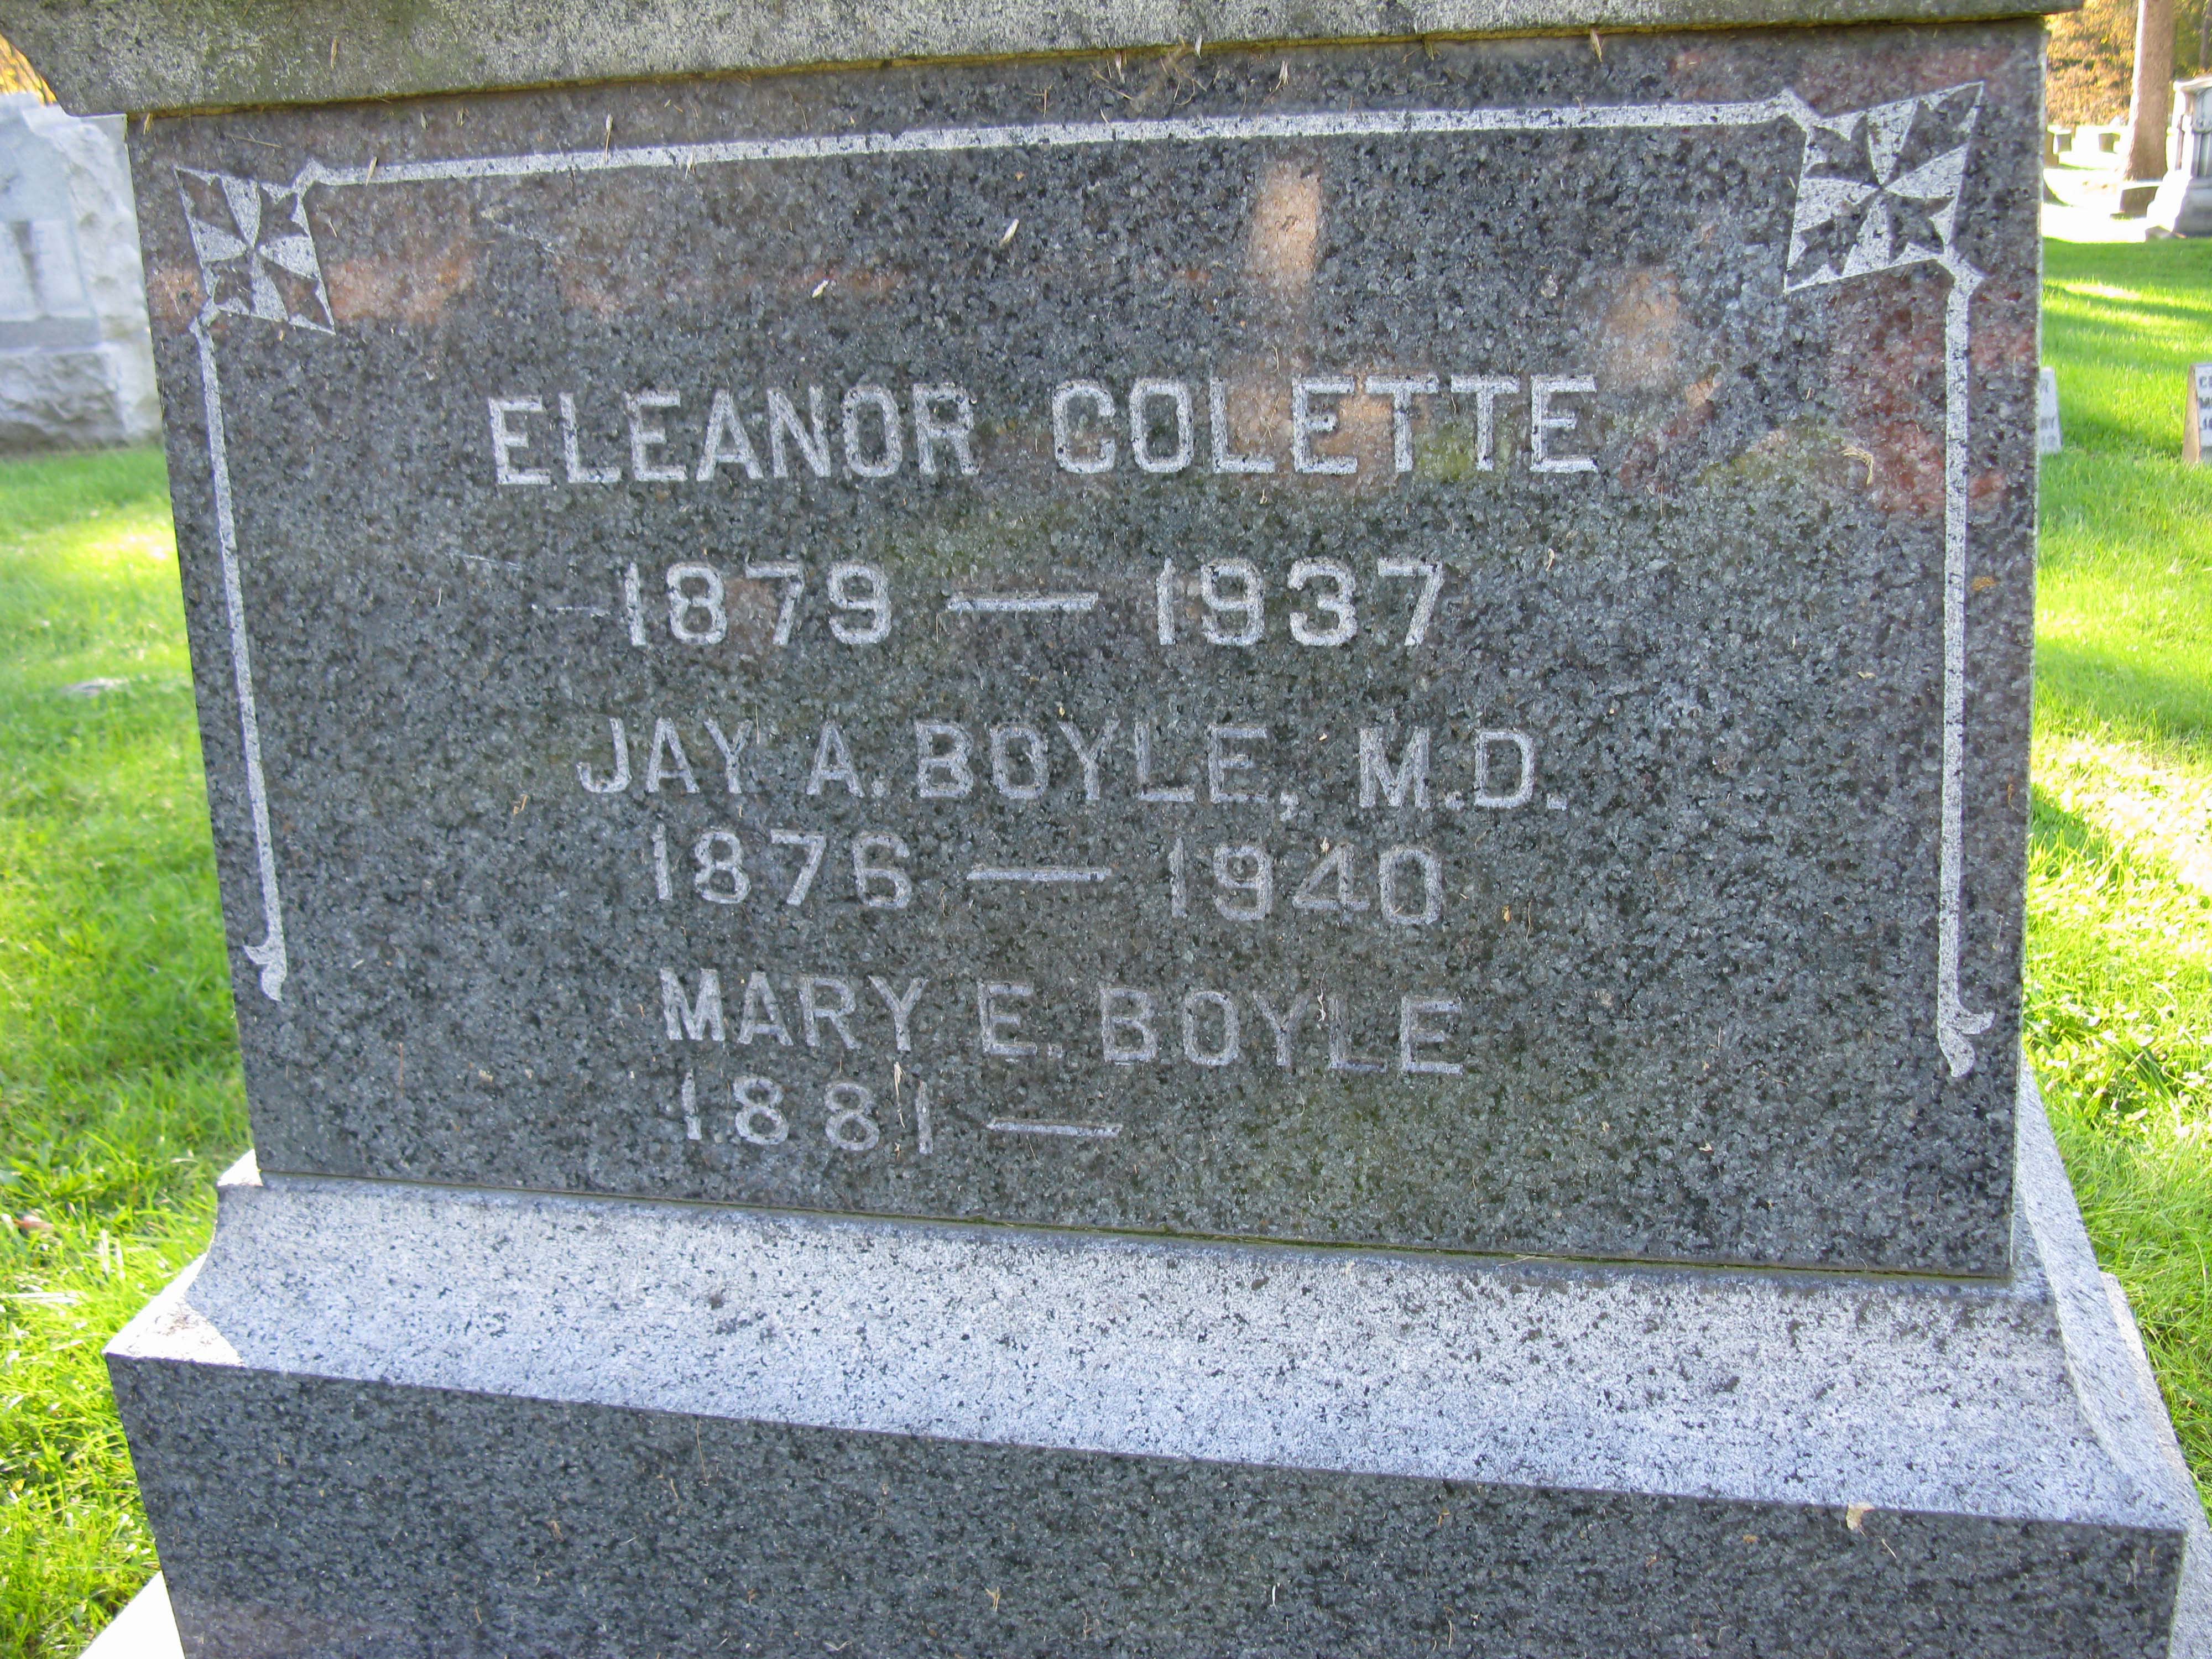 ELEANOR COLETTE
1879 — 1937
JAY A. BOYLE, M.D.
1876 — 1940
MARY E. BOYLE
1881 —